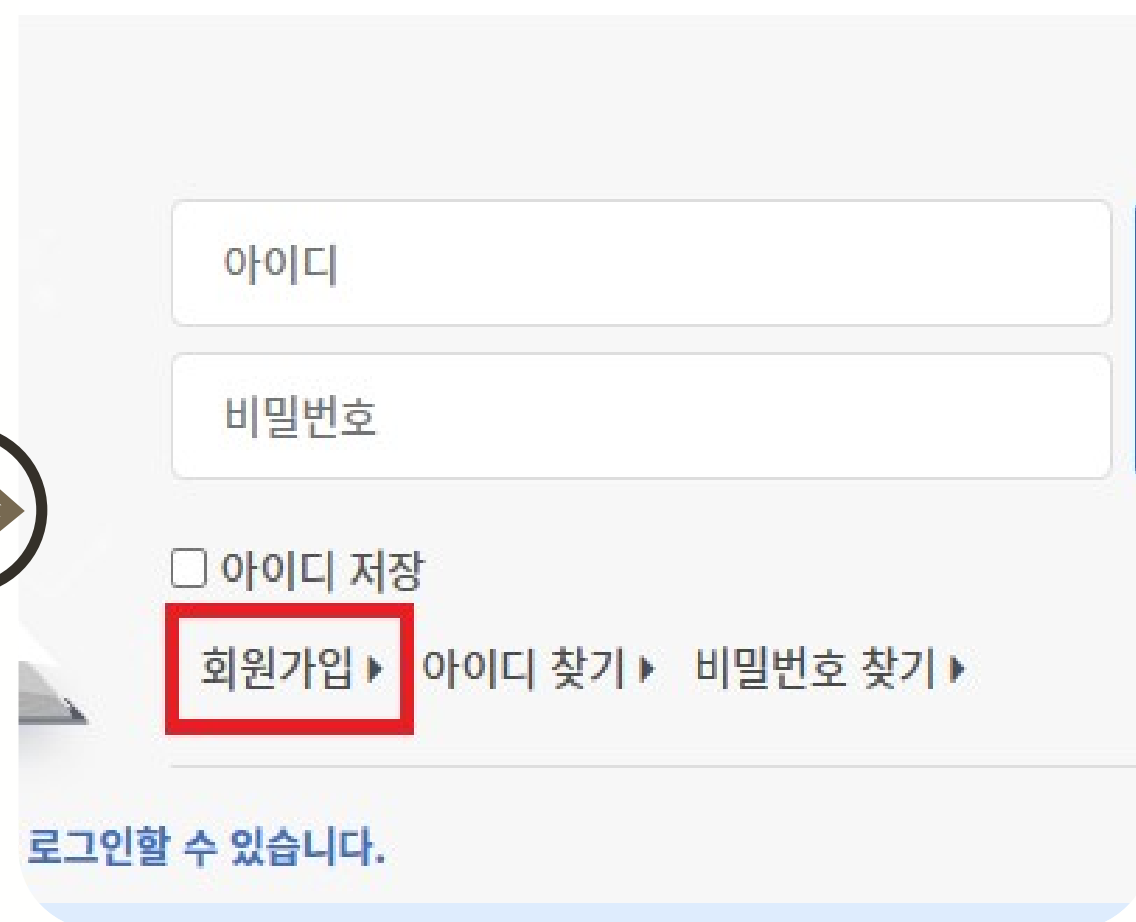 아이디
비밀번호
아이디 저장
회원가입 아이디 찾기 비밀번호 찾기
로그인할 수 있습니다.